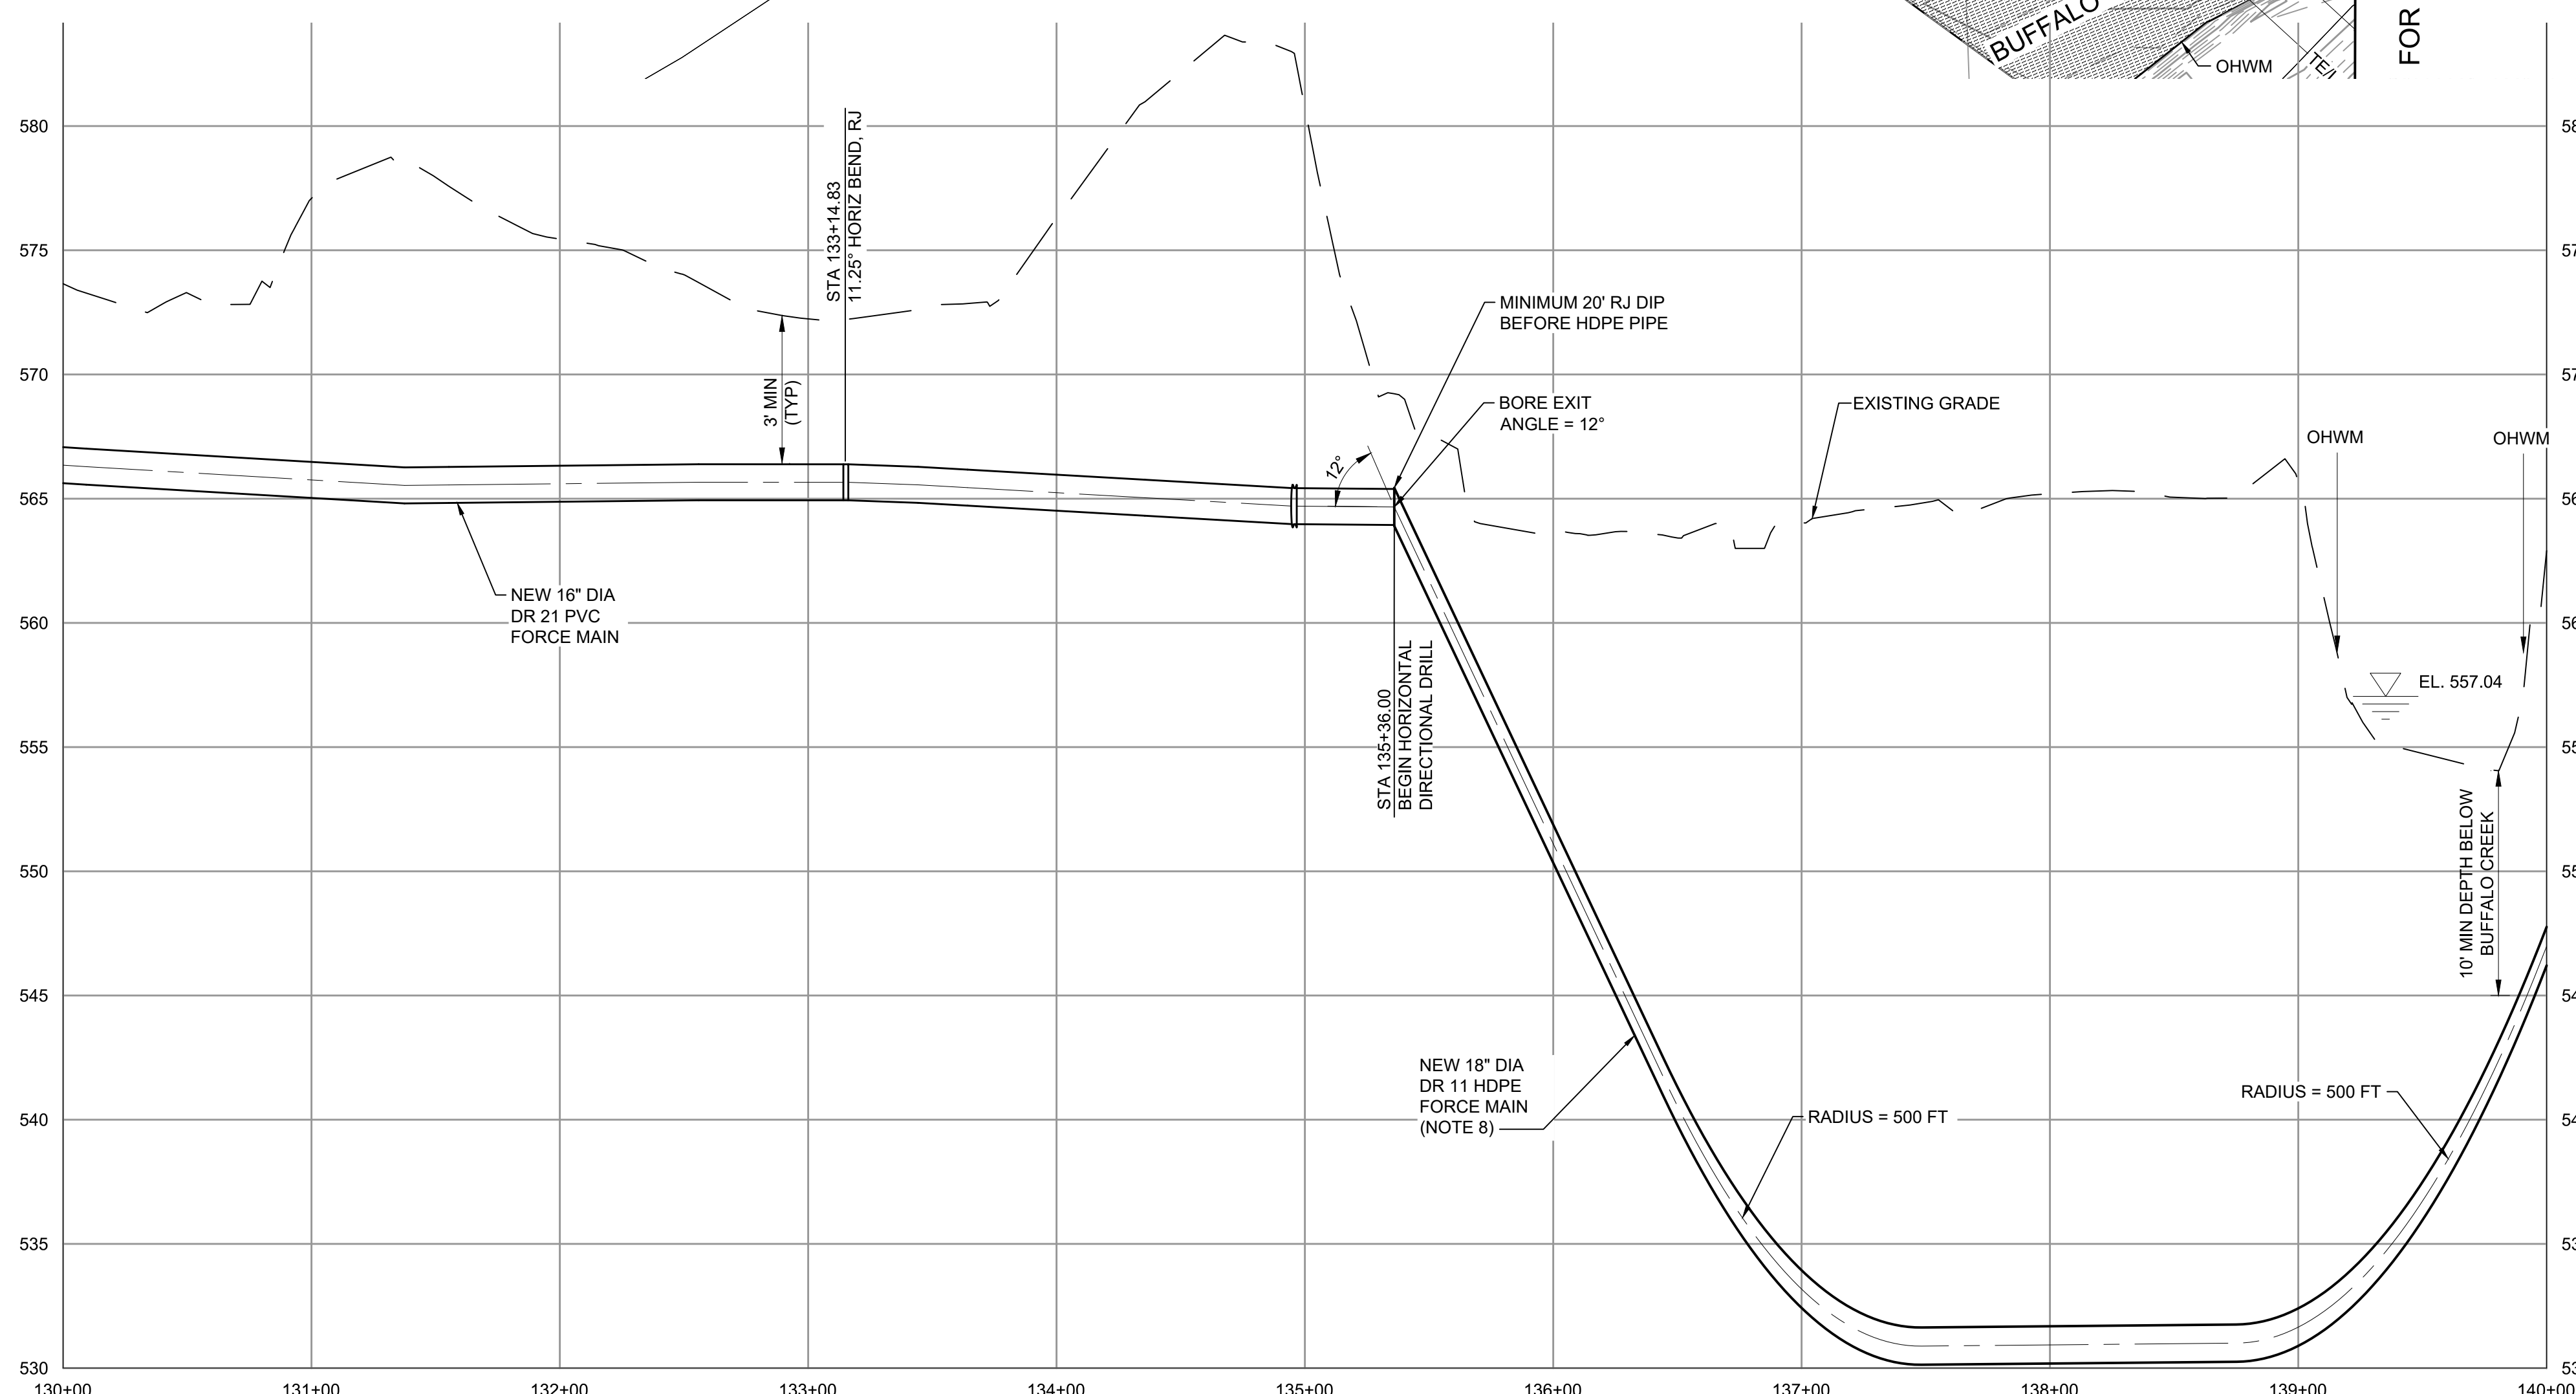 BUFFALO
OHWM
FOR
580
575
570
565
560
555
550
545
540
535
530
STA 133+14.83
11.25° HORIZ BEND, RJ
3' MIN
(TYP)
NEW 16" DIA
DR 21 PVC
FORCE MAIN
MINIMUM 20' RJ DIP
BEFORE HDPE PIPE
BORE EXIT
ANGLE = 12°
12°
EXISTING GRADE
OHWM
OHWM
EL. 557.04
STA 135+36.00
BEGIN HORIZONTAL
DIRECTIONAL DRILL
10' MIN DEPTH BELOW
BUFFALO CREEK
NEW 18" DIA
DR 11 HDPE
FORCE MAIN
(NOTE 8)
RADIUS = 500 FT
RADIUS = 500 FT
130+00
131+00
132+00
133+00
134+00
135+00
136+00
137+00
138+00
139+00
140+00